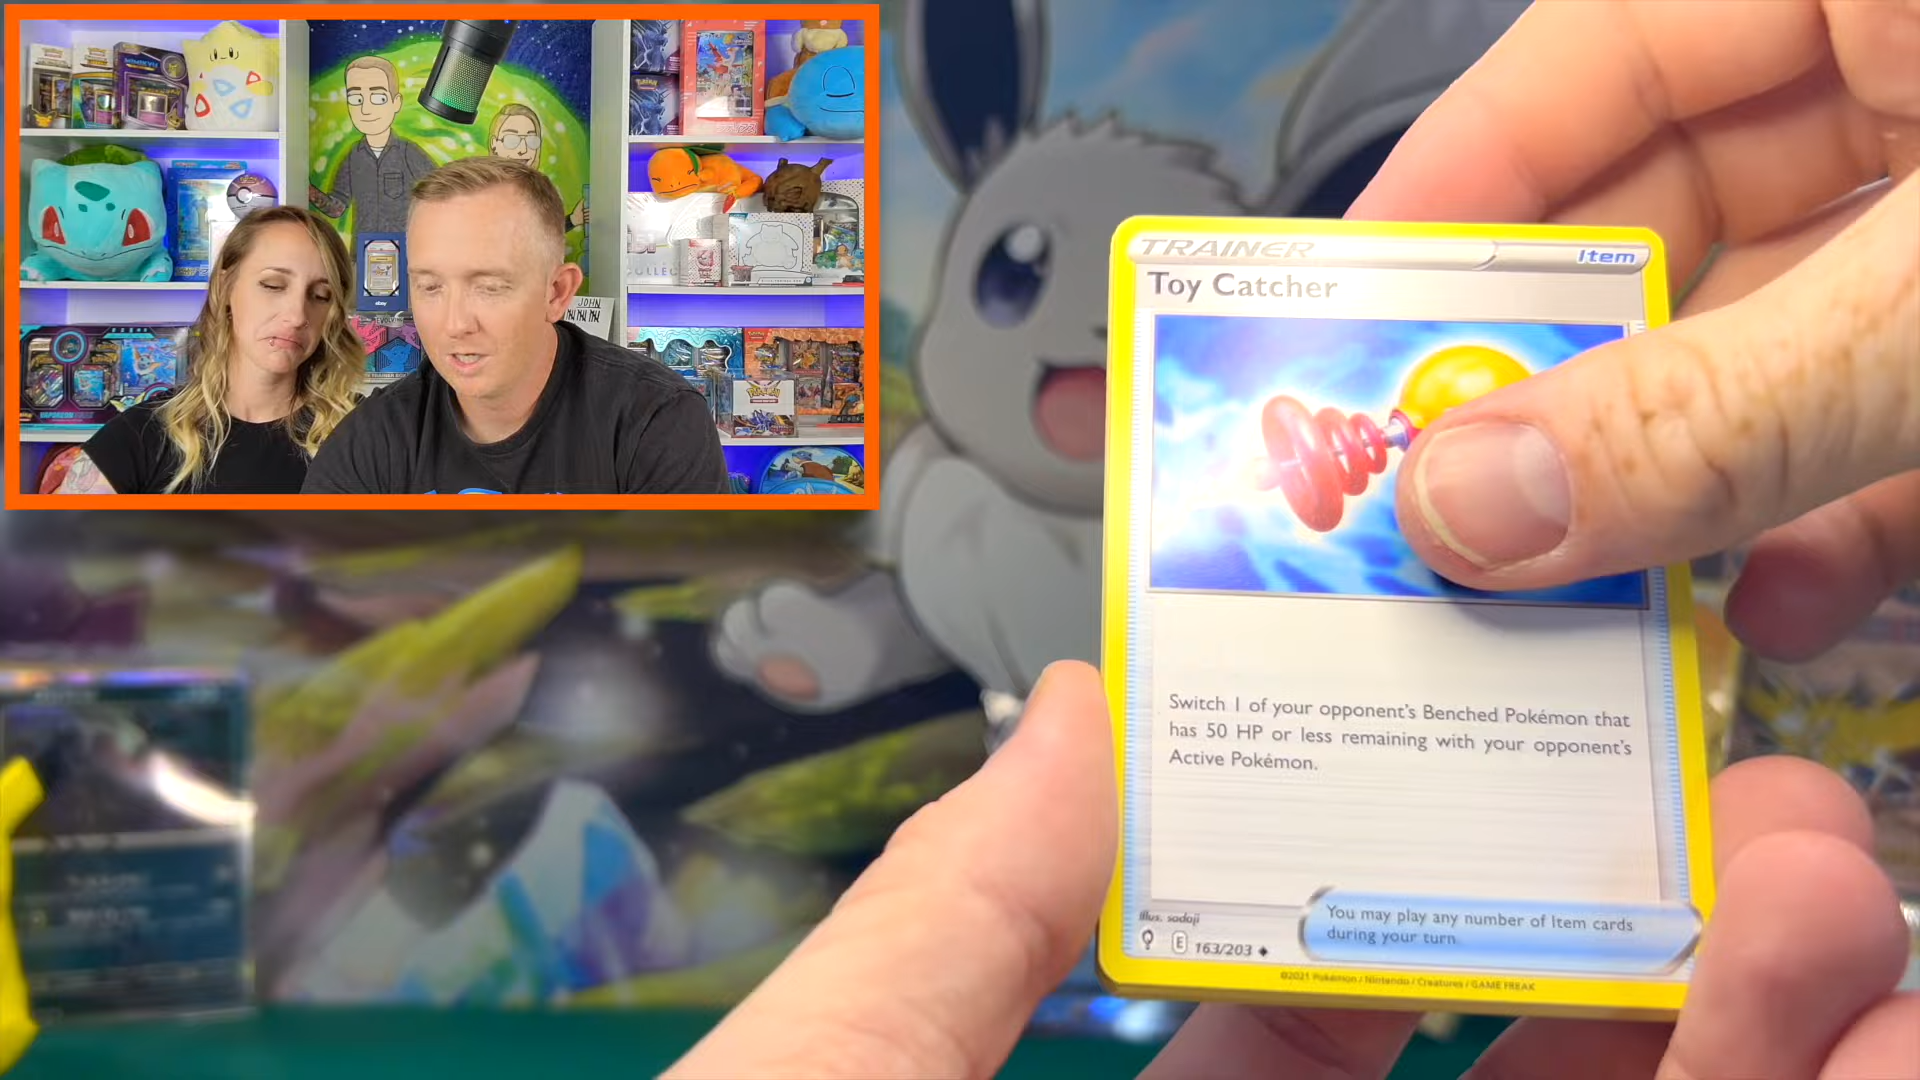 TRAINER
Item
Toy Catcher
Switch 1 of your opponent's Benched Pokémon that
has 50 HP or less remaining with your opponent's
Active Pokémon.
You may play any number of Item cards
during your turn.
Illus. sadaji
E 163/203
©2021 Pokémon / Nintendo / Creatures / GAME FREAK
JOHN
ebay
EVOLVING